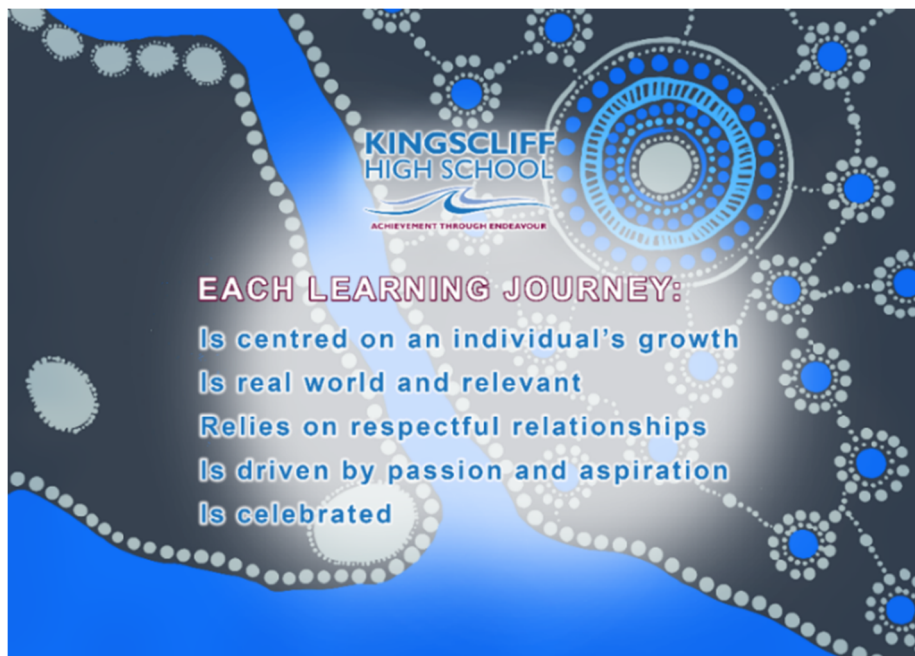 KINGSCLIFF
HIGH SCHOOL
ACHIEVEMENT THROUGH ENDEAVOUR
EACH LEARNING JOURNEY:
Is centred on an individual's growth
Is real world and relevant
Relies on respectful relationships
Is driven by passion and aspiration
Is celebrated